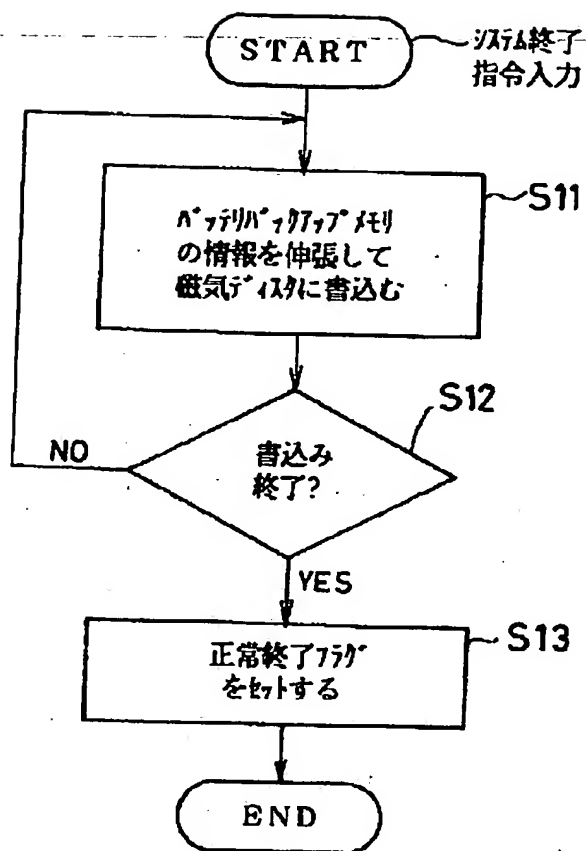 START
ｼｽﾃﾑ終了
指令入力
S11
ﾊﾞｯﾃﾘﾊﾞｯｸｱｯﾌﾟﾒﾓﾘ
の情報を伸張して
磁気ﾃﾞｨｽﾀに書込む
S12
書込み
終了?
NO
YES
S13
正常終了ﾌﾗｸﾞ
をｾｯﾄする
END